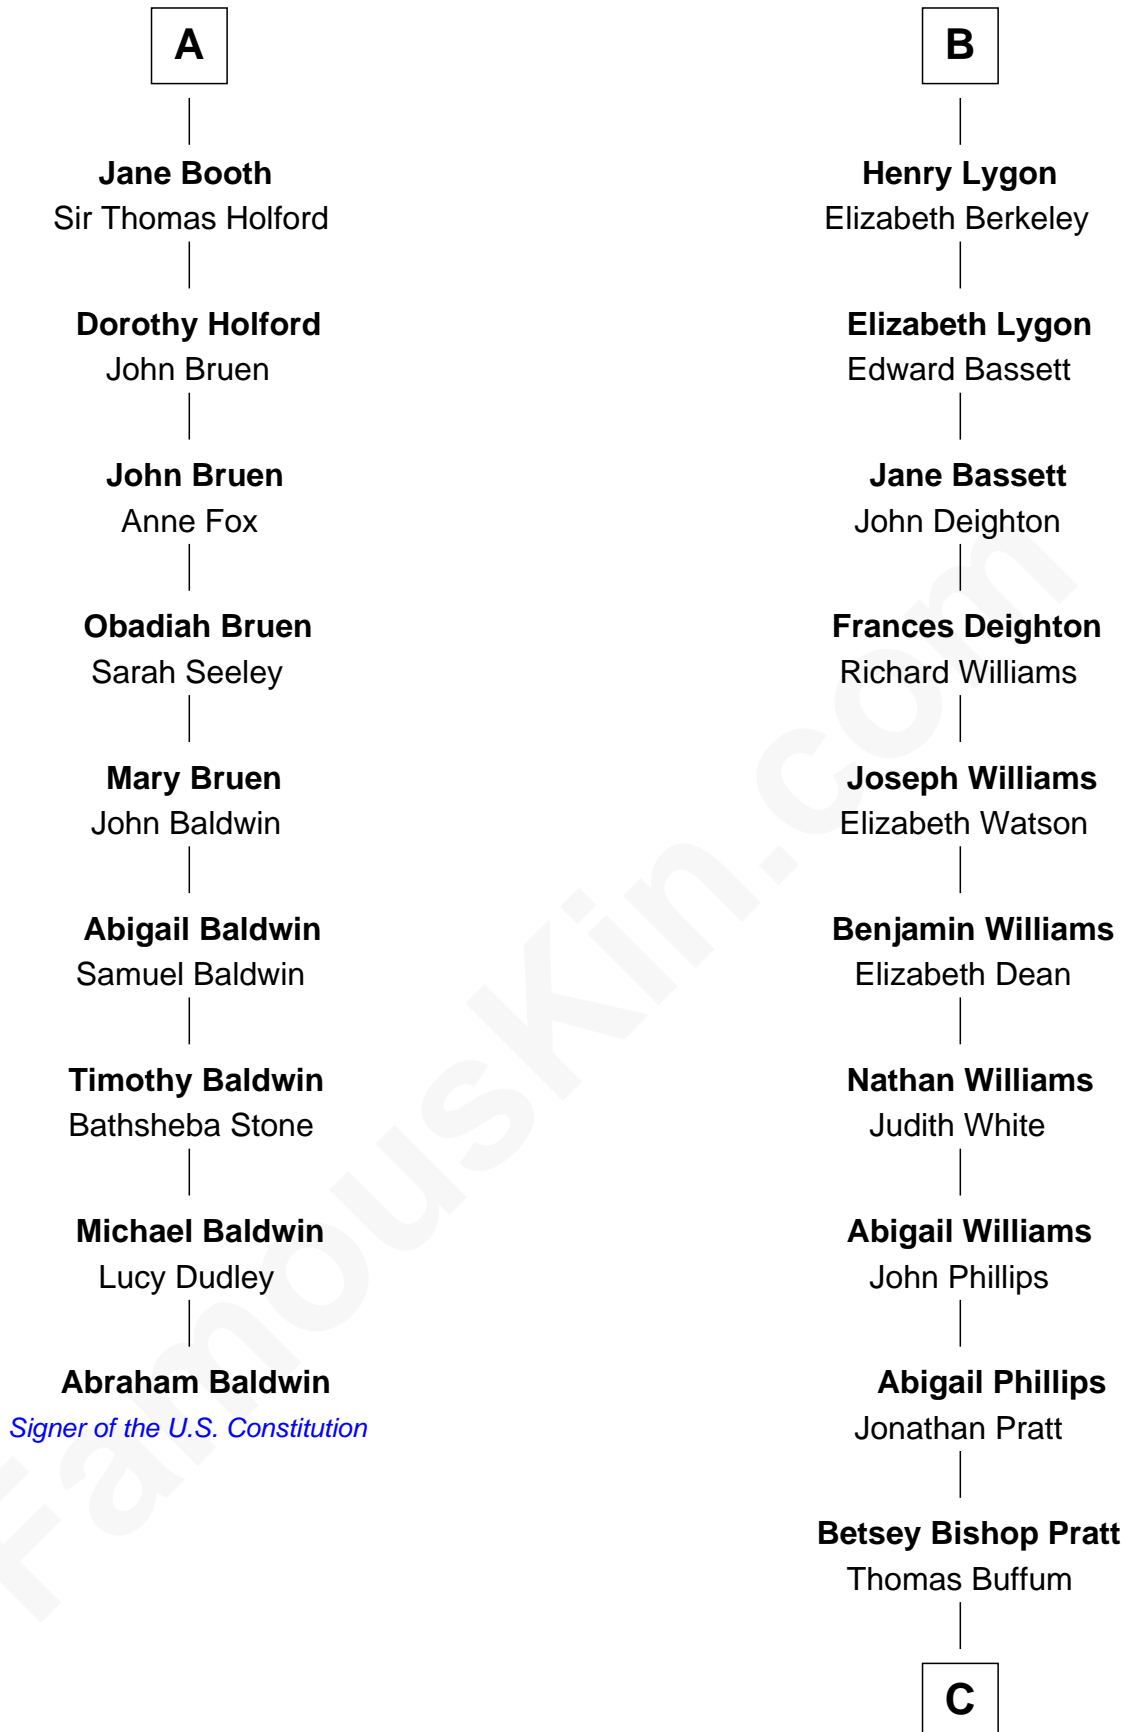 A
Jane Booth
Sir Thomas Holford
Dorothy Holford
John Bruen
John Bruen
Anne Fox
Obadiah Bruen
Sarah Seeley
Mary Bruen
John Baldwin
Abigail Baldwin
Samuel Baldwin
Timothy Baldwin
Bathsheba Stone
Michael Baldwin
Lucy Dudley
Abraham Baldwin
Signer of the U.S. Constitution
B
Henry Lygon
Elizabeth Berkeley
Elizabeth Lygon
Edward Bassett
Jane Bassett
John Deighton
Frances Deighton
Richard Williams
Joseph Williams
Elizabeth Watson
Benjamin Williams
Elizabeth Dean
Nathan Williams
Judith White
Abigail Williams
John Phillips
Abigail Phillips
Jonathan Pratt
Betsey Bishop Pratt
Thomas Buffum
C
FamousKin.com